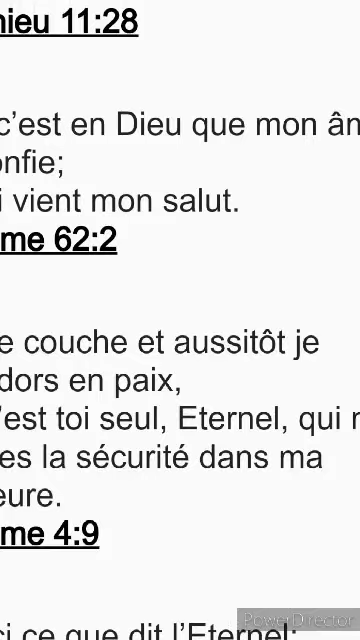 hieu 11:28
c’est en Dieu que mon âm
onfie;
i vient mon salut.
me 62:2
e couche et aussitôt je
dors en paix,
'est toi seul, Eternel, qui m
es la sécurité dans ma
eure.
me 4:9
ci ce que dit l’Eternel:
PowerDirector